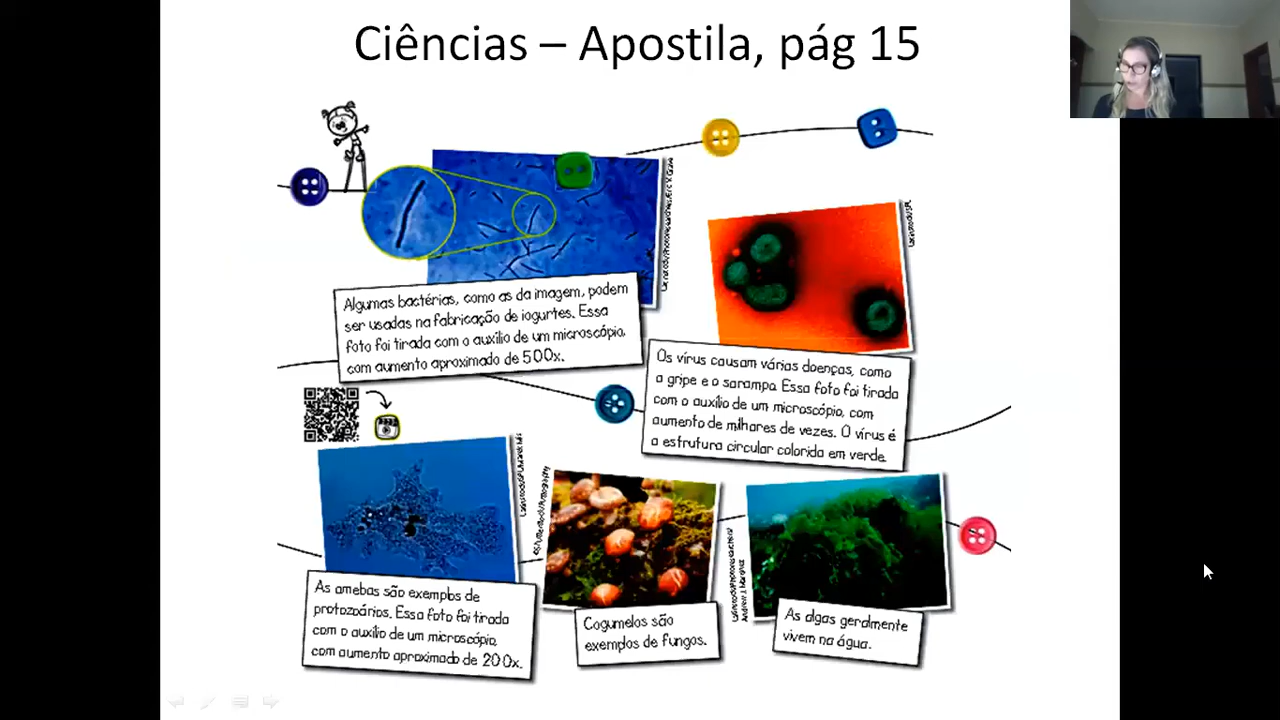 Ciências – Apostila, pág 15
Algumas bactérias, como as da imagem, podem
ser usadas na fabricação de iogurtes. Essa
foto foi tirada com o auxílio de um microscópio,
com aumento aproximado de 500x.
Os vírus causam várias doenças, como
a gripe e o sarampo. Essa foto foi tirada
com o auxílio de um microscópio, com
aumento de milhares de vezes. O vírus é
a estrutura circular colorida em verde.
As amebas são exemplos de
protozoários. Essa foto foi tirada
com o auxílio de um microscópio,
com aumento aproximado de 200x.
Cogumelos são
exemplos de fungos.
As algas geralmente
vivem na água.